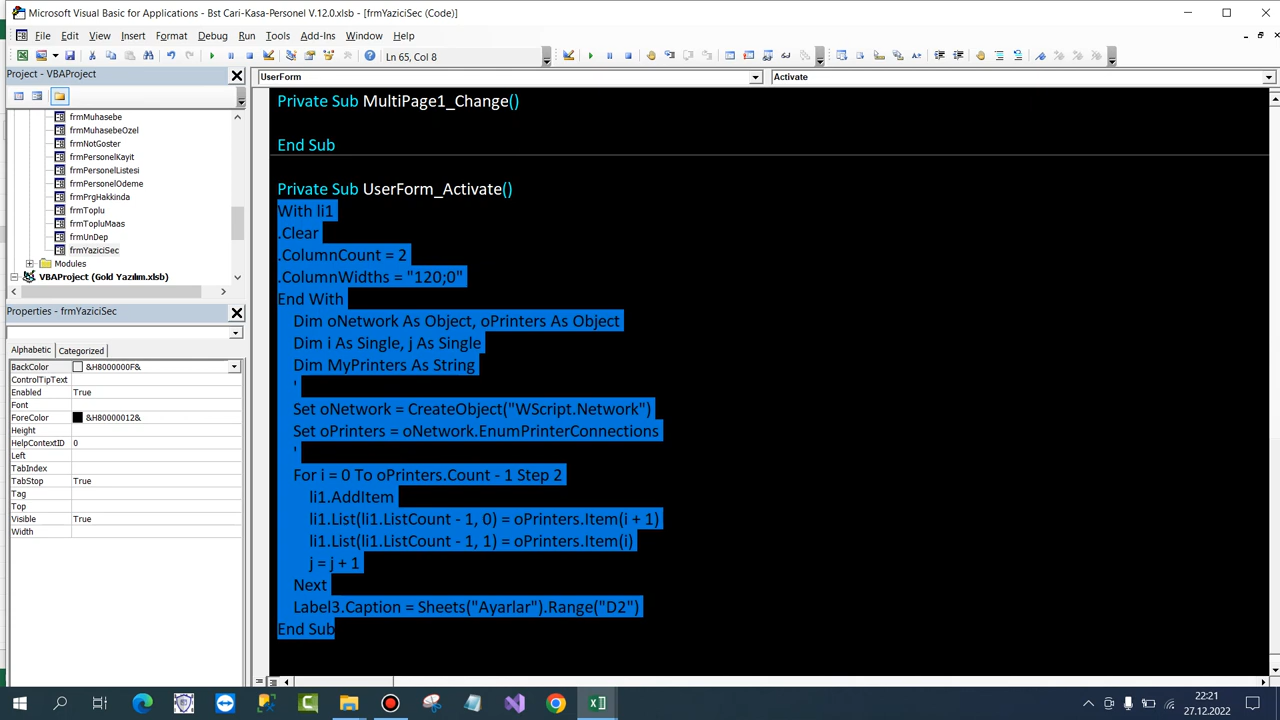 Microsoft Visual Basic for Applications - Bst Cari-Kasa-Personel V.12.0.xlsb - [frmYaziciSec (Code)]
File Edit View Insert Format Debug Run Tools Add-Ins Window Help
Ln 65, Col 8
Project - VBAProject
frmMuhasebe
frmMuhasebeOzel
frmNotGoster
frmPersonelKayit
frmPersonelListesi
frmPersonelOdeme
frmPrgHakkinda
frmToplu
frmTopluMaas
frmUnDep
frmYaziciSec
Modules
VBAProject (Gold Yazılım.xlsb)
Properties - frmYaziciSec
Alphabetic Categorized
BackColor &H8000000F&
ControlTipText
Enabled True
Font
ForeColor &H80000012&
Height
HelpContextID 0
Left
TabIndex
TabStop True
Tag
Top
Visible True
Width
UserForm Activate
Private Sub MultiPage1_Change()
End Sub
Private Sub UserForm_Activate()
With li1
.Clear
.ColumnCount = 2
.ColumnWidths = "120;0"
End With
Dim oNetwork As Object, oPrinters As Object
Dim i As Single, j As Single
Dim MyPrinters As String
'
Set oNetwork = CreateObject("WScript.Network")
Set oPrinters = oNetwork.EnumPrinterConnections
'
For i = 0 To oPrinters.Count - 1 Step 2
li1.AddItem
li1.List(li1.ListCount - 1, 0) = oPrinters.Item(i + 1)
li1.List(li1.ListCount - 1, 1) = oPrinters.Item(i)
j = j + 1
Next
Label3.Caption = Sheets("Ayarlar").Range("D2")
End Sub
22:21
27.12.2022